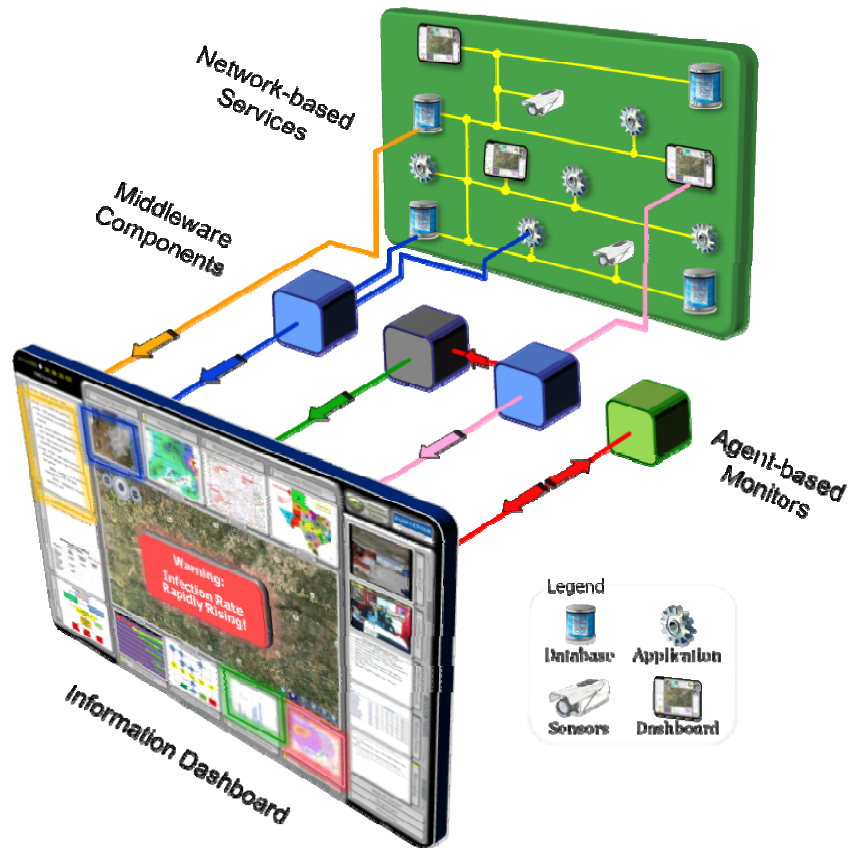 Network-based
Services
Middleware
Components
Agent-based
Monitors
Warning:
Infection Rate
Rapidly Rising!
Legend
Database
Application
Sensors
Dashboard
Information Dashboard